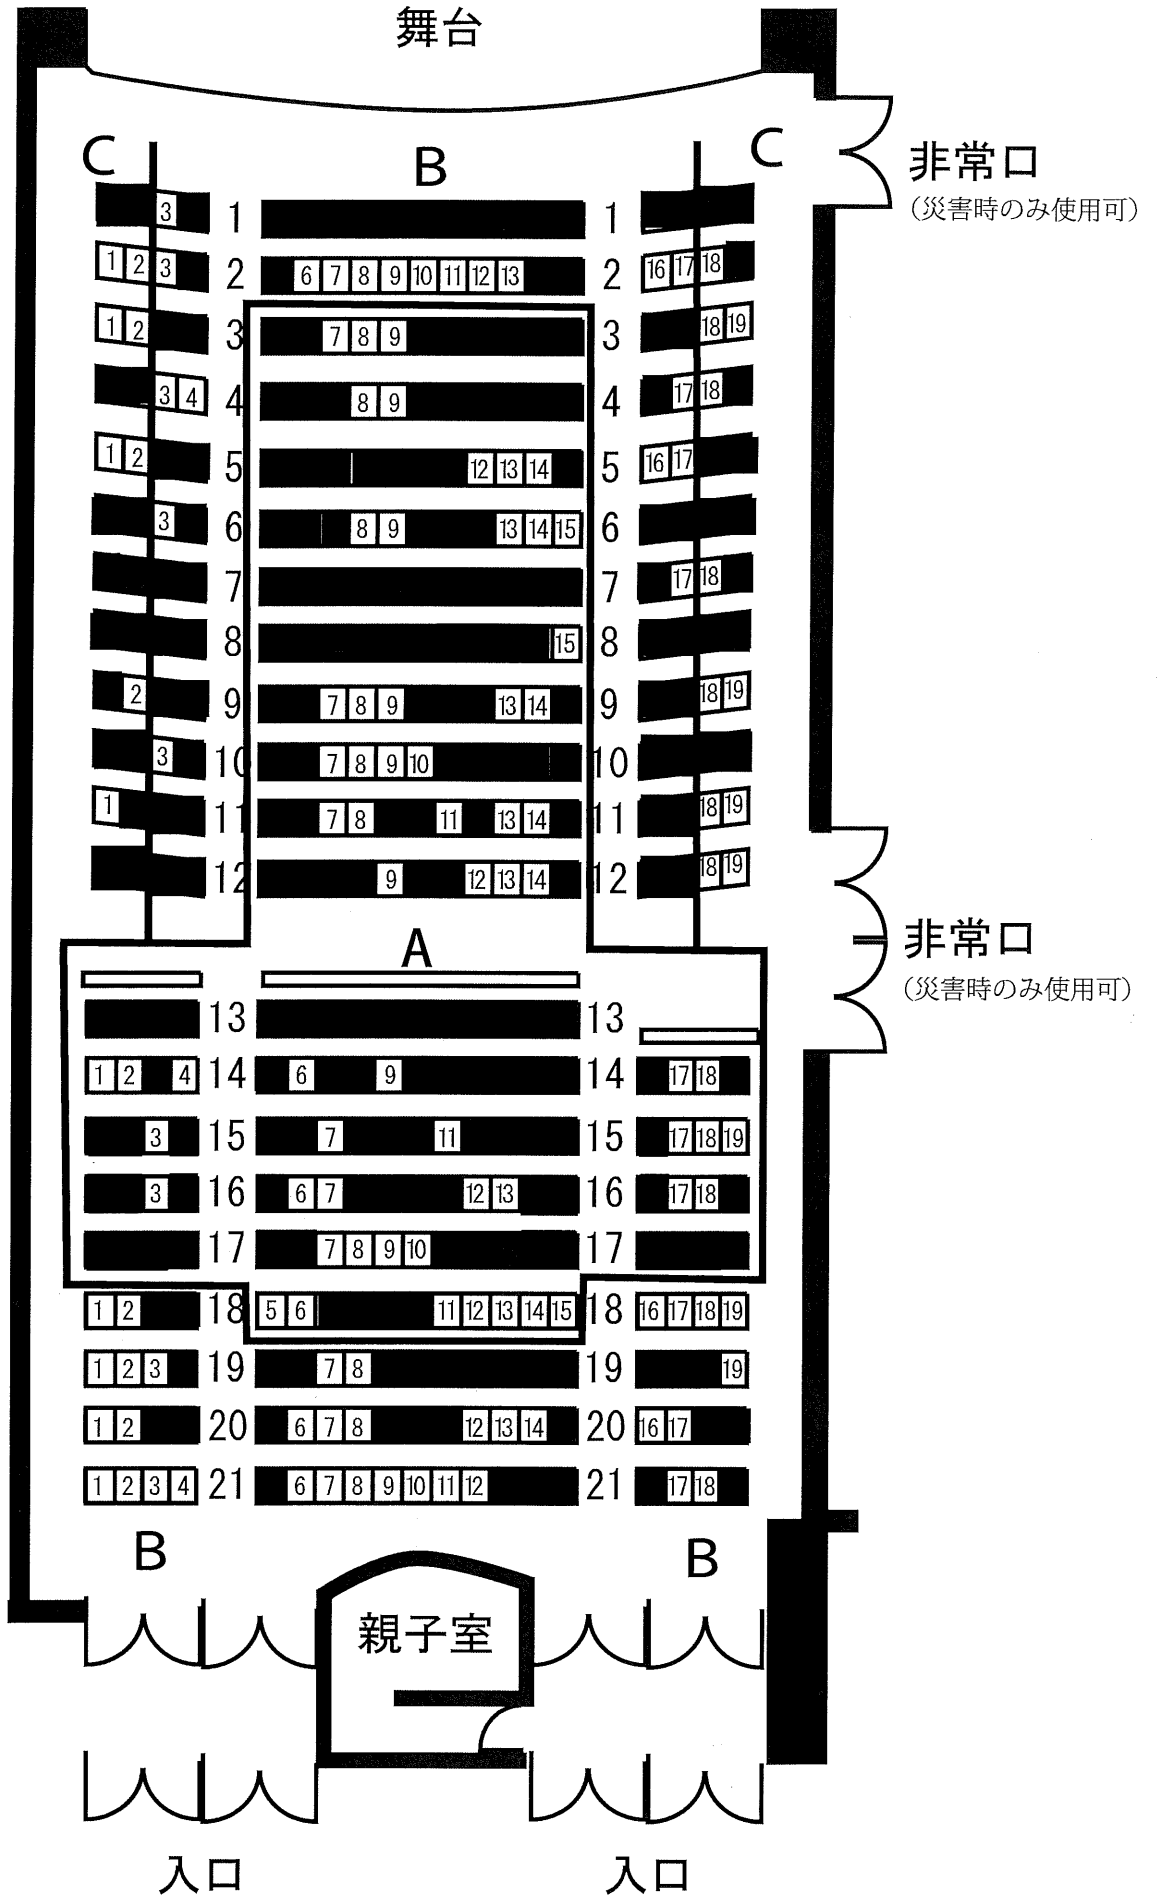 舞台
C B C
非常口
(災害時のみ使用可)
3 1 1
1 2 3 2 6 7 8 9 10 11 12 13 2 16 17 18
1 2 3 7 8 9 3 18 19
3 4 4 8 9 4 17 18
1 2 5 12 13 14 5 16 17
3 6 8 9 13 14 15 6
7 7 17 18
8 15 8
2 9 7 8 9 13 14 9 18 19
3 10 7 8 9 10 10
1 11 7 8 11 13 14 11 18 19
12 9 12 13 14 12 18 19
非常口
(災害時のみ使用可)
A
13 13
1 2 4 14 6 9 14 17 18
3 15 7 11 15 17 18 19
3 16 6 7 12 13 16 17 18
17 7 8 9 10 17
1 2 18 5 6 11 12 13 14 15 18 16 17 18 19
1 2 3 19 7 8 19 19
1 2 20 6 7 8 12 13 14 20 16 17
1 2 3 4 21 6 7 8 9 10 11 12 21 17 18
B B
親子室
入口 入口